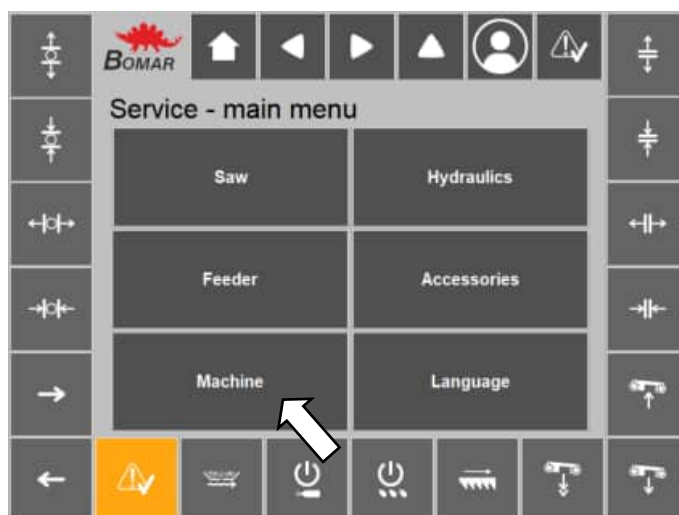 BOMAR
Service - main menu
Saw
Hydraulics
Feeder
Accessories
Machine
Language